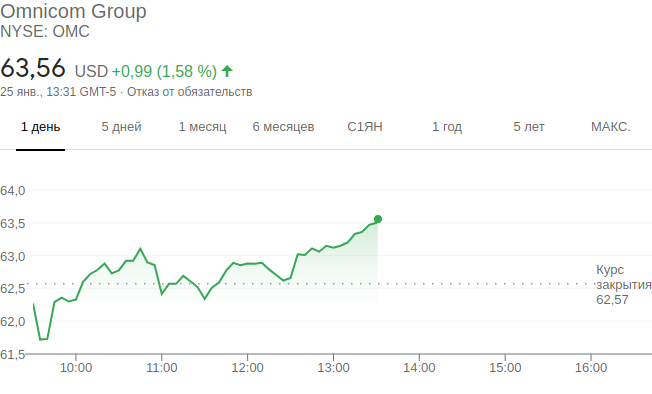 Omnicom Group
NYSE: OMC
63,56 USD +0,99 (1,58 %)
25 янв., 13:31 GMT-5 · Отказ от обязательств
1 день 5 дней 1 месяц 6 месяцев С1ЯН 1 год 5 лет МАКС.
64,0
63,5
63,0
62,5
62,0
61,5
Курс
закрытия
62,57
10:00 11:00 12:00 13:00 14:00 15:00 16:00